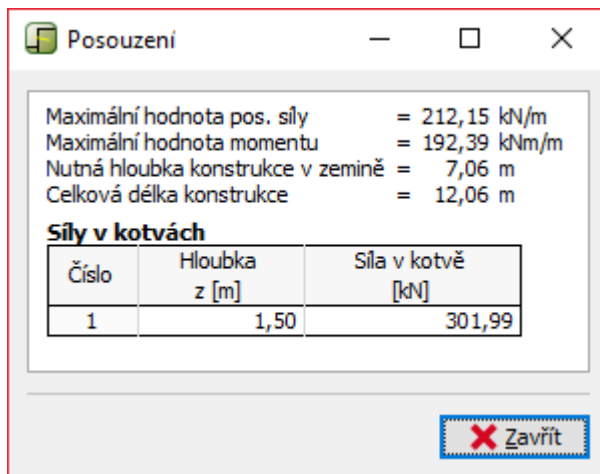 Posouzení
Maximální hodnota pos. síly = 212,15 kN/m
Maximální hodnota momentu = 192,39 kNm/m
Nutná hloubka konstrukce v zemině = 7,06 m
Celková délka konstrukce = 12,06 m
Síly v kotvách
Číslo Hloubka Síla v kotvě
z [m] [kN]
1 1,50 301,99
Zavřít